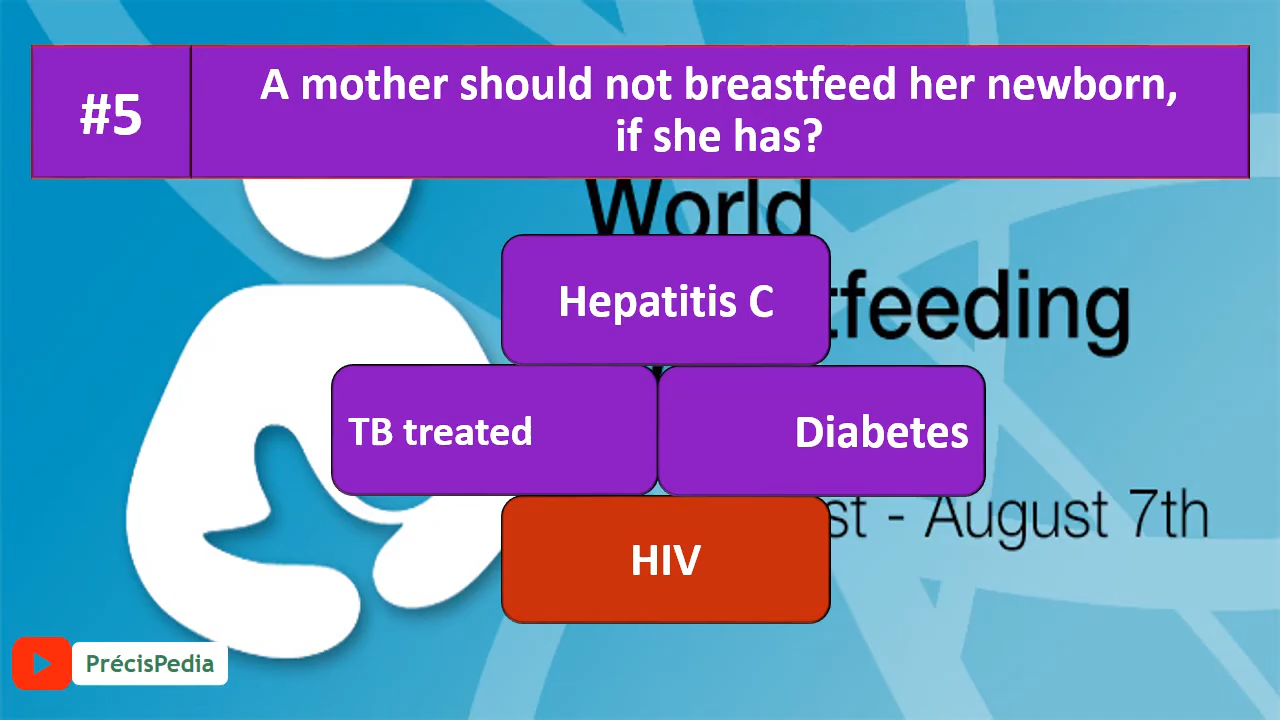 #5
A mother should not breastfeed her newborn,
if she has?
World
Hepatitis C
tfeeding
TB treated
Diabetes
st - August 7th
HIV
PrécisPedia